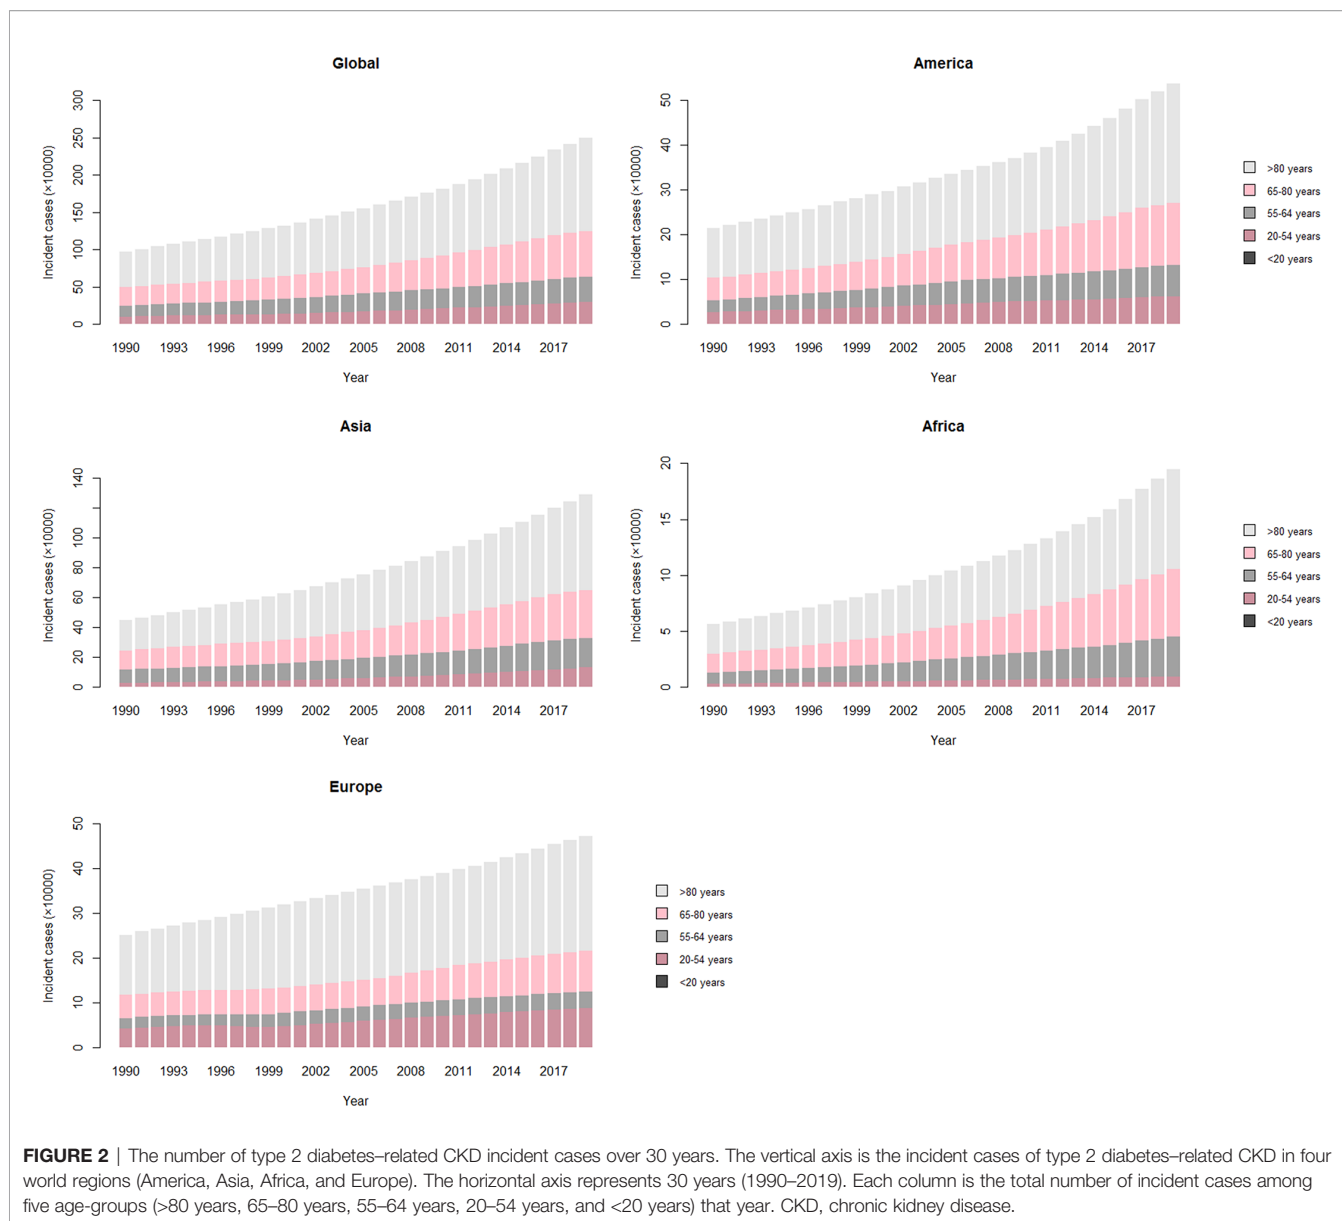 Global
Incident cases (×10000)
300
250
200
150
100
50
0
1990 1993 1996 1999 2002 2005 2008 2011 2014 2017
Year
America
Incident cases (×10000)
50
40
30
20
10
0
1990 1993 1996 1999 2002 2005 2008 2011 2014 2017
Year
>80 years
65-80 years
55-64 years
20-54 years
<20 years
Asia
Incident cases (×10000)
140
100
80
60
40
20
0
1990 1993 1996 1999 2002 2005 2008 2011 2014 2017
Year
Africa
Incident cases (×10000)
20
15
10
5
0
1990 1993 1996 1999 2002 2005 2008 2011 2014 2017
Year
>80 years
65-80 years
55-64 years
20-54 years
<20 years
Europe
Incident cases (×10000)
50
40
30
20
10
0
1990 1993 1996 1999 2002 2005 2008 2011 2014 2017
Year
>80 years
65-80 years
55-64 years
20-54 years
<20 years
FIGURE 2 | The number of type 2 diabetes–related CKD incident cases over 30 years. The vertical axis is the incident cases of type 2 diabetes–related CKD in four
world regions (America, Asia, Africa, and Europe). The horizontal axis represents 30 years (1990–2019). Each column is the total number of incident cases among
five age-groups (>80 years, 65–80 years, 55–64 years, 20–54 years, and <20 years) that year. CKD, chronic kidney disease.